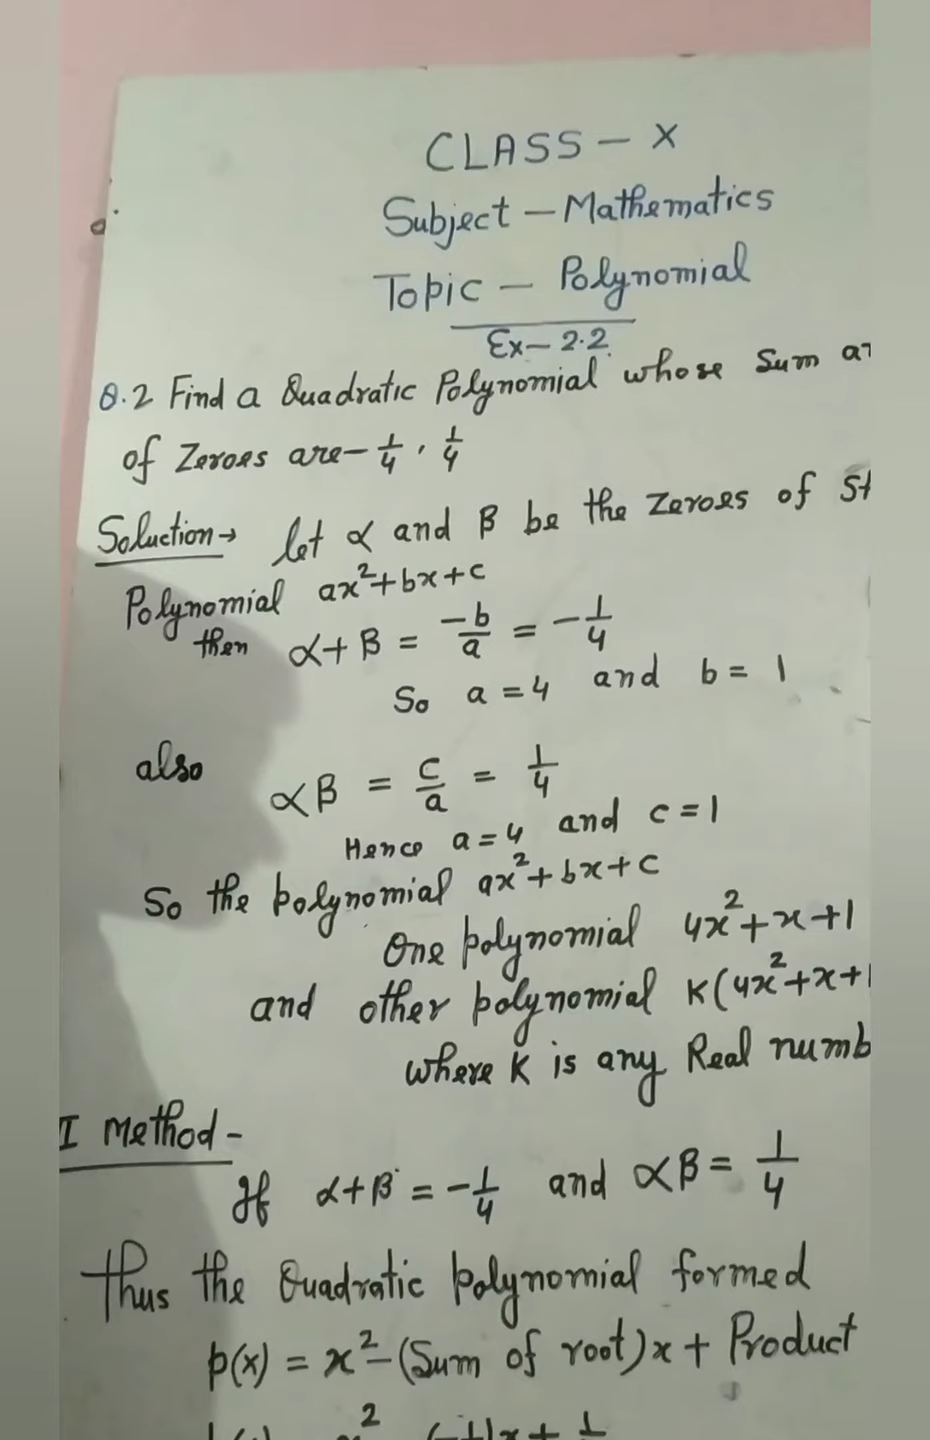 CLASS - X
Subject - Mathematics
Topic - Polynomial
Ex- 2.2
Q.2 Find a Quadratic Polynomial whose Sum
of Zeroes are - 1/4, 1/4
Soluction → let α and β be the Zeroes of
Polynomial ax²+bx+c
then α+β = -b/a = -1/4
So a = 4 and b = 1
also αβ = c/a = 1/4
Hence a = 4 and c = 1
So the polynomial ax²+bx+c
One polynomial 4x²+x+1
and other polynomial K(4x²+x+1
where K is any Real numb
I Method -
If α+β = -1/4 and αβ = 1/4
Thus the Quadratic polynomial formed
p(x) = x² - (Sum of root)x + Product